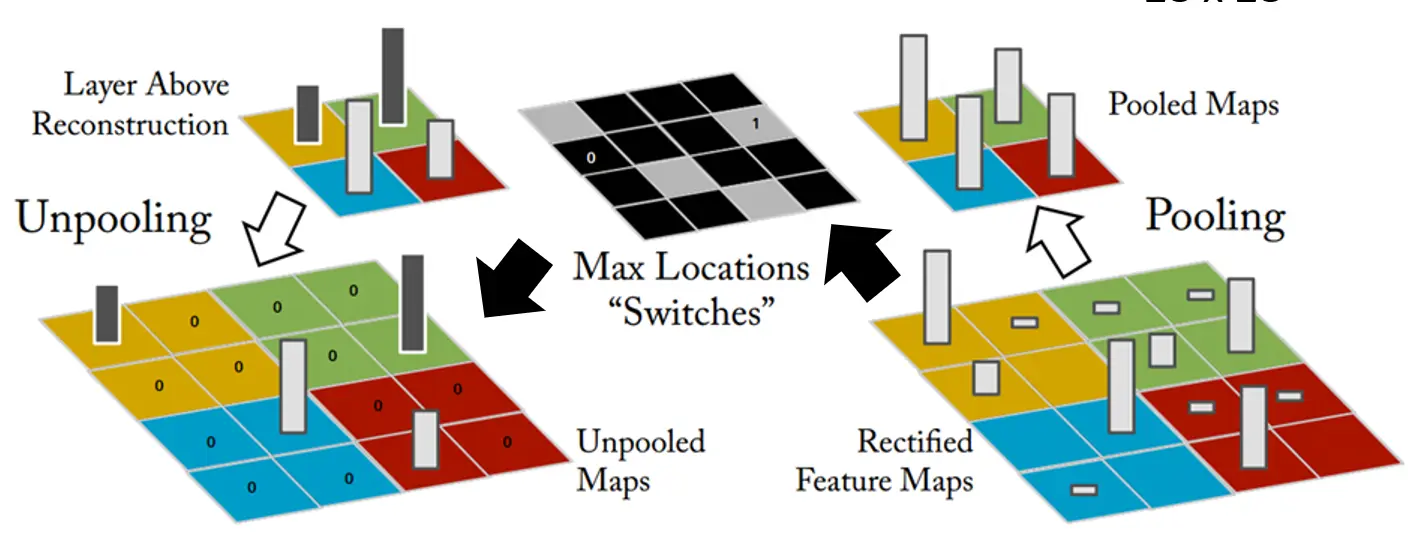 Layer Above
Reconstruction
1
0
Pooled Maps
Unpooling
Pooling
Max Locations
“Switches”
0
0
0
0
0
0
0
0
0
0
0
0
Unpooled
Maps
Rectified
Feature Maps